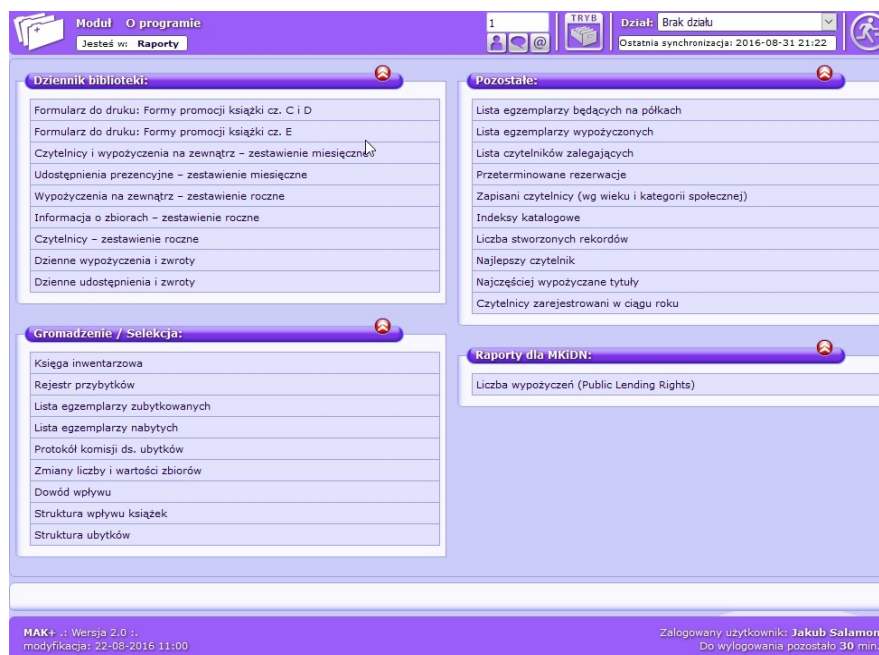 Moduł O programie
Jesteś w: Raporty
1
TRYB
Dział: Brak działu
Ostatnia synchronizacja: 2016-08-31 21:22
Dziennik biblioteki:
Formularz do druku: Formy promocji książki cz. C i D
Formularz do druku: Formy promocji książki cz. E
Czytelnicy i wypożyczenia na zewnątrz – zestawienie miesięczne
Udostępnienia prezencyjne – zestawienie miesięczne
Wypożyczenia na zewnątrz – zestawienie roczne
Informacja o zbiorach – zestawienie roczne
Czytelnicy – zestawienie roczne
Dzienne wypożyczenia i zwroty
Dzienne udostępnienia i zwroty
Gromadzenie / Selekcja:
Księga inwentarzowa
Rejestr przybytków
Lista egzemplarzy zubytkowanych
Lista egzemplarzy nabytych
Protokół komisji ds. ubytków
Zmiany liczby i wartości zbiorów
Dowód wpływu
Struktura wpływu książek
Struktura ubytków
Pozostałe:
Lista egzemplarzy będących na półkach
Lista egzemplarzy wypożyczonych
Lista czytelników zalegających
Przeterminowane rezerwacje
Zapisani czytelnicy (wg wieku i kategorii społecznej)
Indeksy katalogowe
Liczba stworzonych rekordów
Najlepszy czytelnik
Najczęściej wypożyczane tytuły
Czytelnicy zarejestrowani w ciągu roku
Raporty dla MKiDN:
Liczba wypożyczeń (Public Lending Rights)
MAK+ .: Wersja 2.0 :.
modyfikacja: 22-08-2016 11:00
Zalogowany użytkownik: Jakub Salamon
Do wylogowania pozostało 30 min.